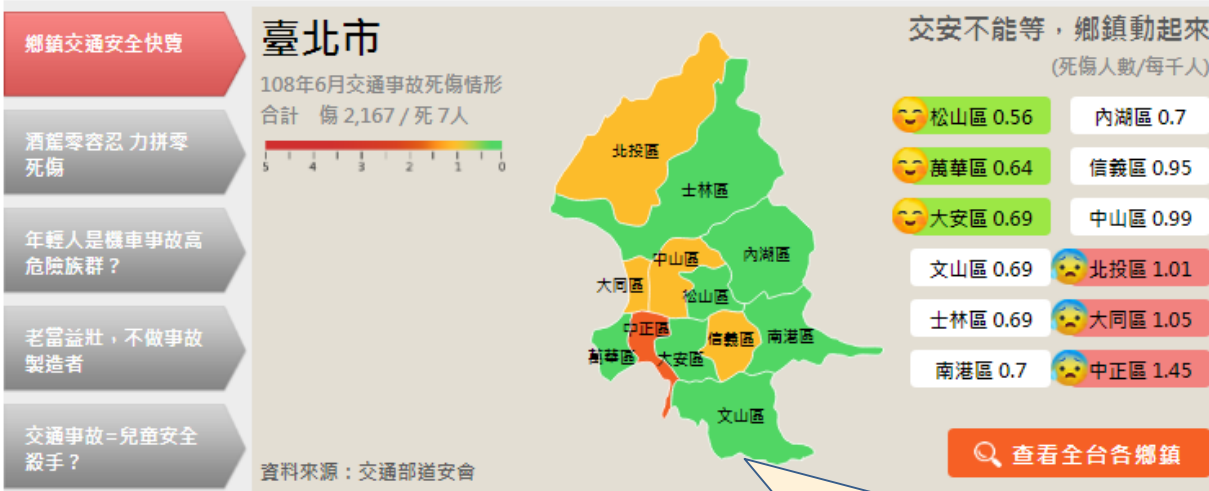 鄉鎮交通安全快覽
酒駕零容忍 力拼零
死傷
年輕人是機車事故高
危險族群？
老當益壯，不做事故
製造者
交通事故=兒童安全
殺手？
臺北市
108年6月交通事故死傷情形
合計 傷 2,167 / 死 7人
5 4 3 2 1 0
北投區
士林區
中山區
內湖區
大同區
松山區
中正區
信義區
南港區
萬華區
大安區
文山區
資料來源：交通部道安會
交安不能等，鄉鎮動起來
(死傷人數/每千人)
松山區 0.56
內湖區 0.7
萬華區 0.64
信義區 0.95
大安區 0.69
中山區 0.99
文山區 0.69
北投區 1.01
士林區 0.69
大同區 1.05
南港區 0.7
中正區 1.45
查看全台各鄉鎮